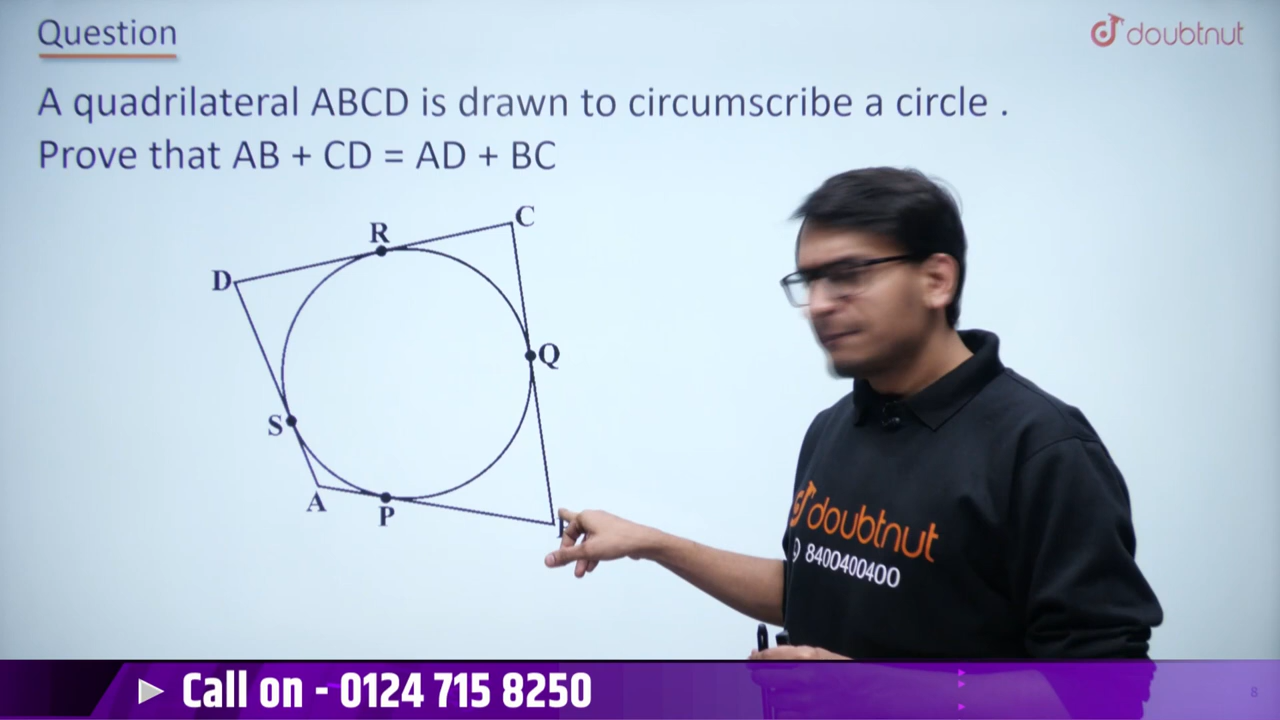 Question
doubtnut
A quadrilateral ABCD is drawn to circumscribe a circle .
Prove that AB + CD = AD + BC
C
R
D
Q
S
A
P
doubtnut
8400400400
Call on - 0124 715 8250
8